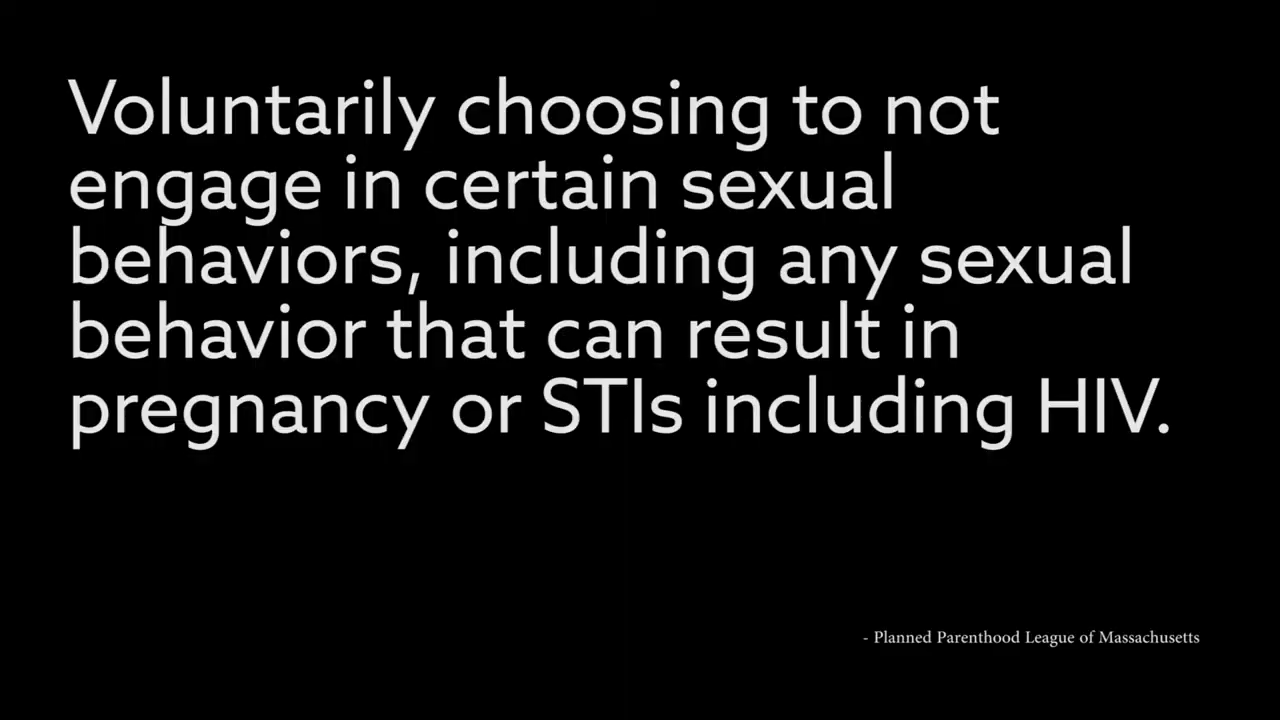 Voluntarily choosing to not
engage in certain sexual
behaviors, including any sexual
behavior that can result in
pregnancy or STIs including HIV.
- Planned Parenthood League of Massachusetts